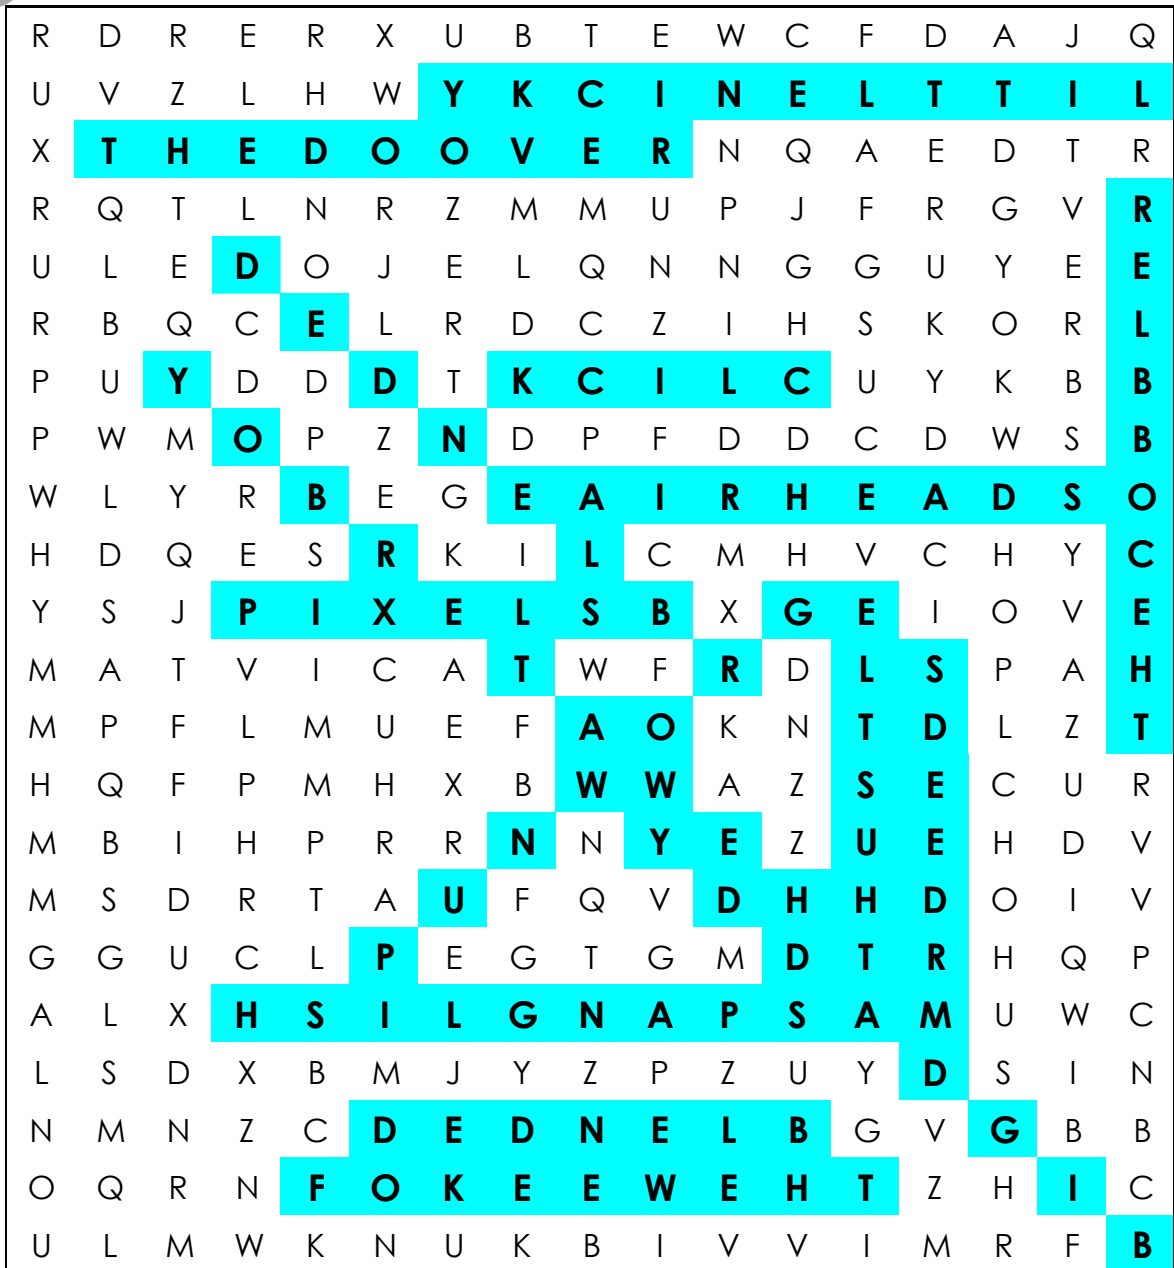 R D R E R X U B T E W C F D A J Q
U V Z L H W Y K C I N E L T T I L
X T H E D O O V E R N Q A E D T R
R Q T L N R Z M M U P J F R G V R
U L E D O J E L Q N N G G U Y E E
R B Q C E L R D C Z I H S K O R L
P U Y D D D T K C I L C U Y K B B
P W M O P Z N D P F D D C D W S B
W L Y R B E G E A I R H E A D S O
H D Q E S R K I L C M H V C H Y C
Y S J P I X E L S B X G E I O V E
M A T V I C A T W F R D L S P A H
M P F L M U E F A O K N T D L Z T
H Q F P M H X B W W A Z S E C U R
M B I H P R R N N Y E Z U E H D V
M S D R T A U F Q V D H H D O I V
G G U C L P E G T G M D T R H Q P
A L X H S I L G N A P S A M U W C
L S D X B M J Y Z P Z U Y D S I N
N M N Z C D E D N E L B G V G B B
O Q R N F O K E E W E H T Z H I C
U L M W K N U K B I V V I M R F B